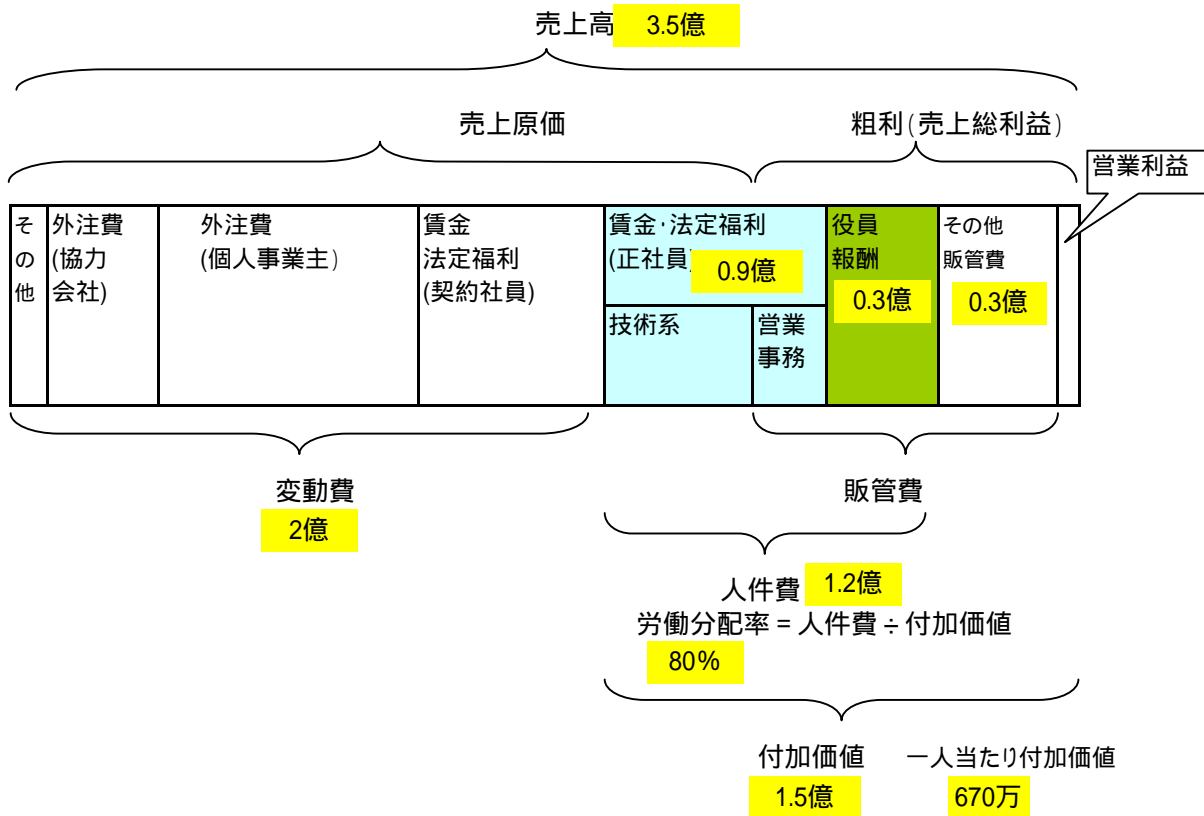 売上高 3.5億
売上原価
粗利(売上総利益)
営業利益
その他
外注費
(協力
会社)
外注費
(個人事業主)
賃金
法定福利
(契約社員)
賃金・法定福利
(正社員) 0.9億
技術系
営業
事務
役員
報酬
0.3億
その他
販管費
0.3億
変動費
2億
販管費
人件費 1.2億
労働分配率=人件費÷付加価値
80%
付加価値
1.5億
一人当たり付加価値
670万